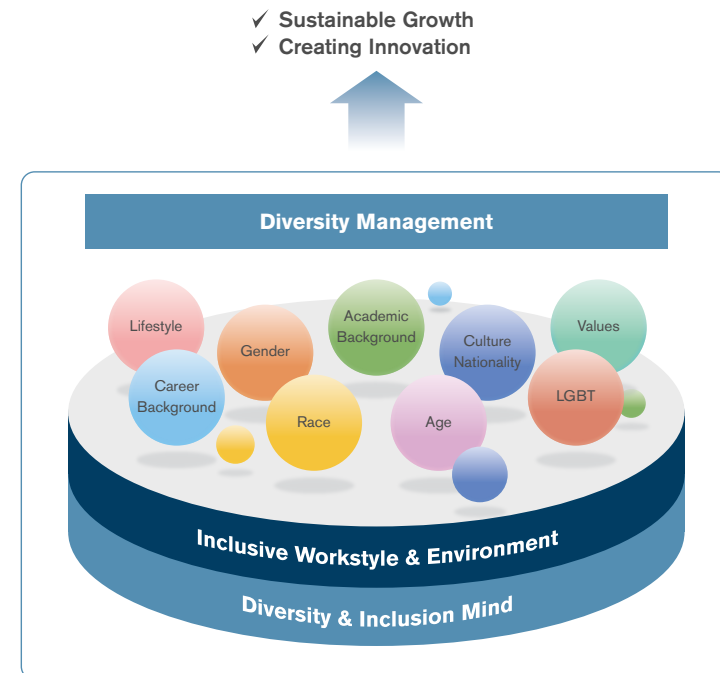 ✓ Sustainable Growth
✓ Creating Innovation
Diversity Management
Lifestyle
Gender
Academic
Background
Culture
Nationality
Values
Career
Background
Race
Age
LGBT
Inclusive Workstyle & Environment
Diversity & Inclusion Mind